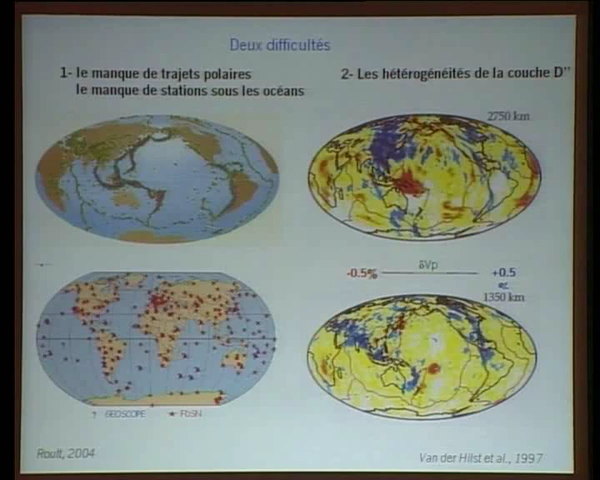 Deux difficultés
1- le manque de trajets polaires
le manque de stations sous les océans
2- Les hétérogénéités de la couche D"
2750 km
-0.5%
δVp
+0.5
%
1350 km
? GEOSCOPE ★ FDSN
Roult, 2004
Van der Hilst et al., 1997